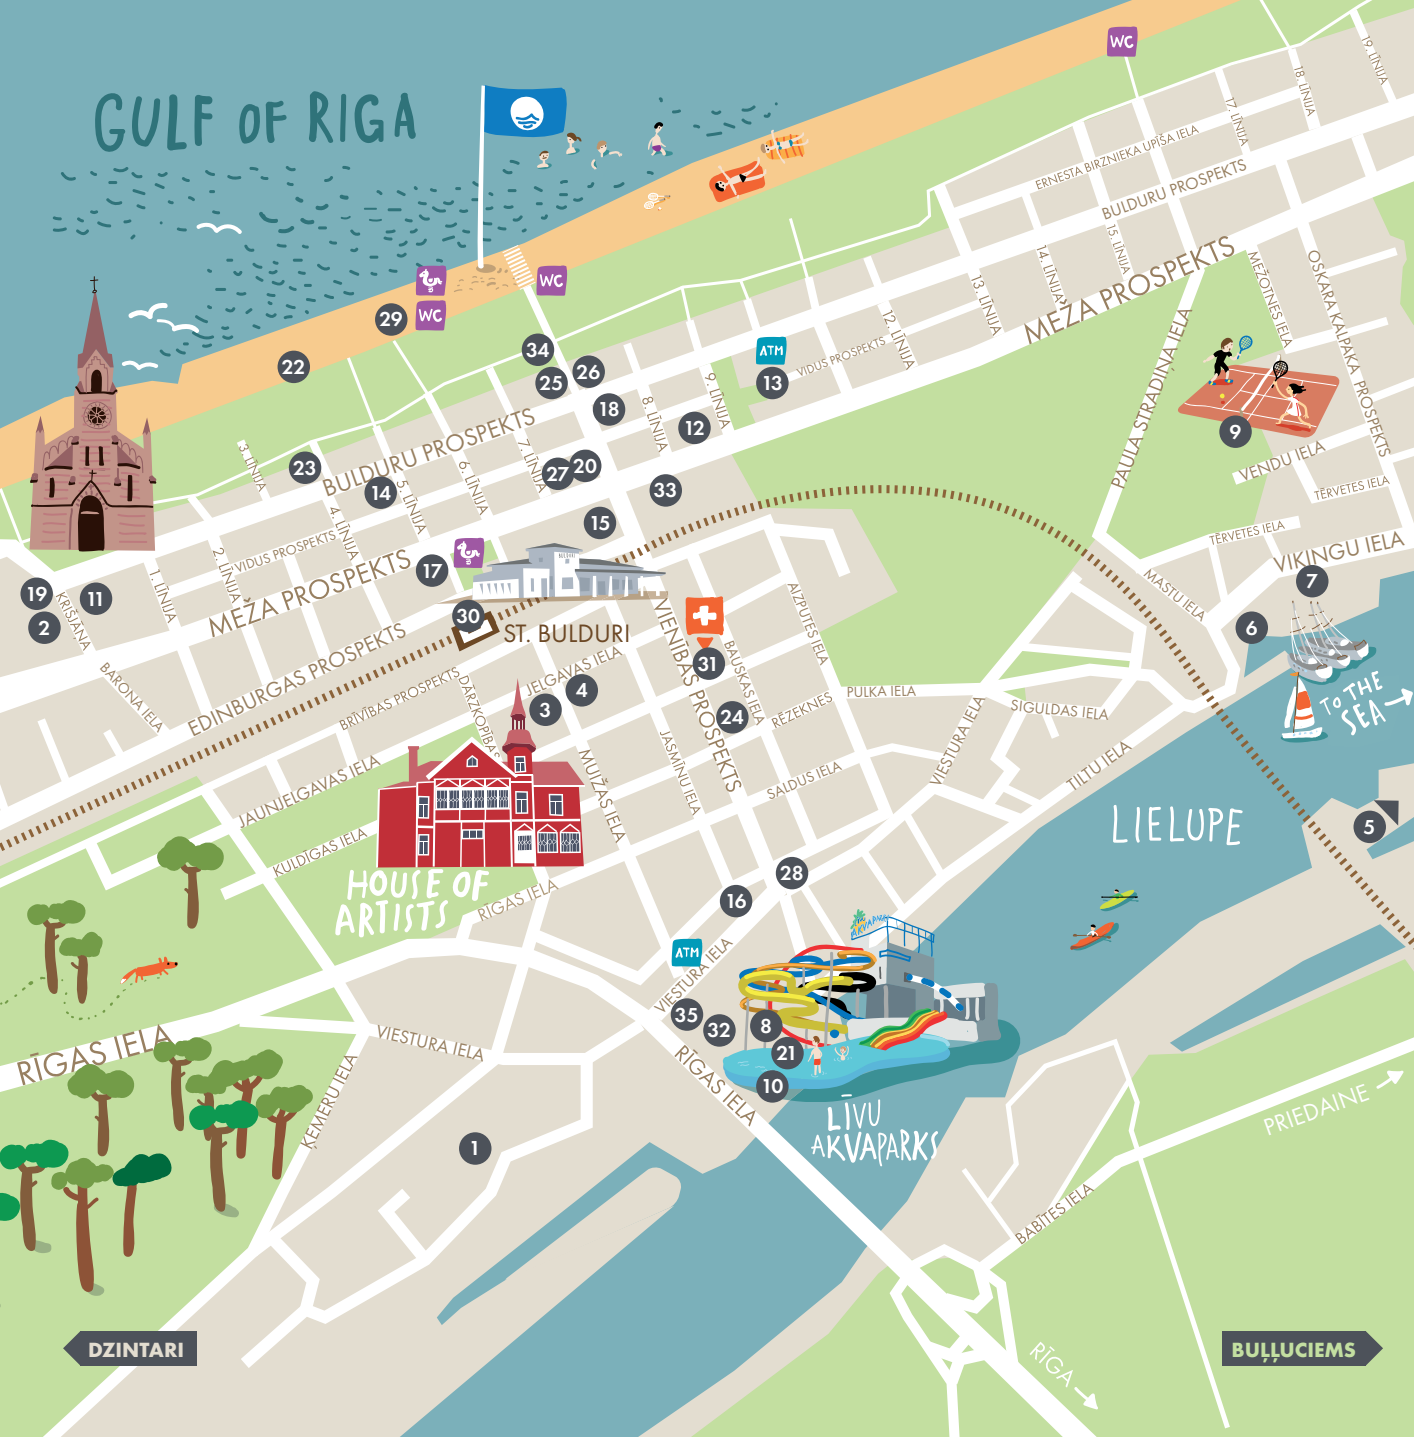 GULF OF RIGA
WC
WC
WC
29
22
34
25
26
18
12
ATM
13
23
14
27
20
33
15
17
30
ST. BULDURI
19
2
11
31
3
4
24
9
7
6
TO THE
SEA
5
LIELUPE
28
16
ATM
35
32
8
21
10
1
AKVAPARKS
HOUSE OF
ARTISTS
LĪVU
AKVAPARKS
DZINTARI
BUĻĻUCIEMS
PRIEDAINE
RĪGA
19. LĪNIJA
18. LĪNIJA
17. LĪNIJA
ERNESTA BIRZNIEKA UPĪŠA IELA
BULDURU PROSPEKTS
15. LĪNIJA
14. LĪNIJA
13. LĪNIJA
MEŽA PROSPEKTS
MEŽOTNES IELA
OSKARA KALPAKA PROSPEKTS
12. LĪNIJA
VIDUS PROSPEKTS
9. LĪNIJA
8. LĪNIJA
7. LĪNIJA
6. LĪNIJA
5. LĪNIJA
4. LĪNIJA
3. LĪNIJA
2. LĪNIJA
1. LĪNIJA
BULDURU PROSPEKTS
VIDUS PROSPEKTS
MEŽA PROSPEKTS
EDINBURGAS PROSPEKTS
KRIŠJAŅA
BARONA IELA
PAULA STRADIŅA IELA
VENDU IELA
TĒRVETES IELA
TĒRVETES IELA
VIKINGU IELA
MASTU IELA
AIZPUTES IELA
VIENĪBAS PROSPEKTS
BAUSKAS IELA
RĒZEKNES
PULKA IELA
SIGULDAS IELA
VIESTURA IELA
TILTU IELA
SALDUS IELA
JASMĪNU IELA
MUIŽAS IELA
JELGAVAS IELA
DĀRZKOPĪBAS
BRĪVĪBAS PROSPEKTS
JAUNJELGAVAS IELA
KULDĪGAS IELA
RĪGAS IELA
VIESTURA IELA
RĪGAS IELA
RĪGAS IELA
VIESTURA IELA
ĶEMERU IELA
BABĪTES IELA